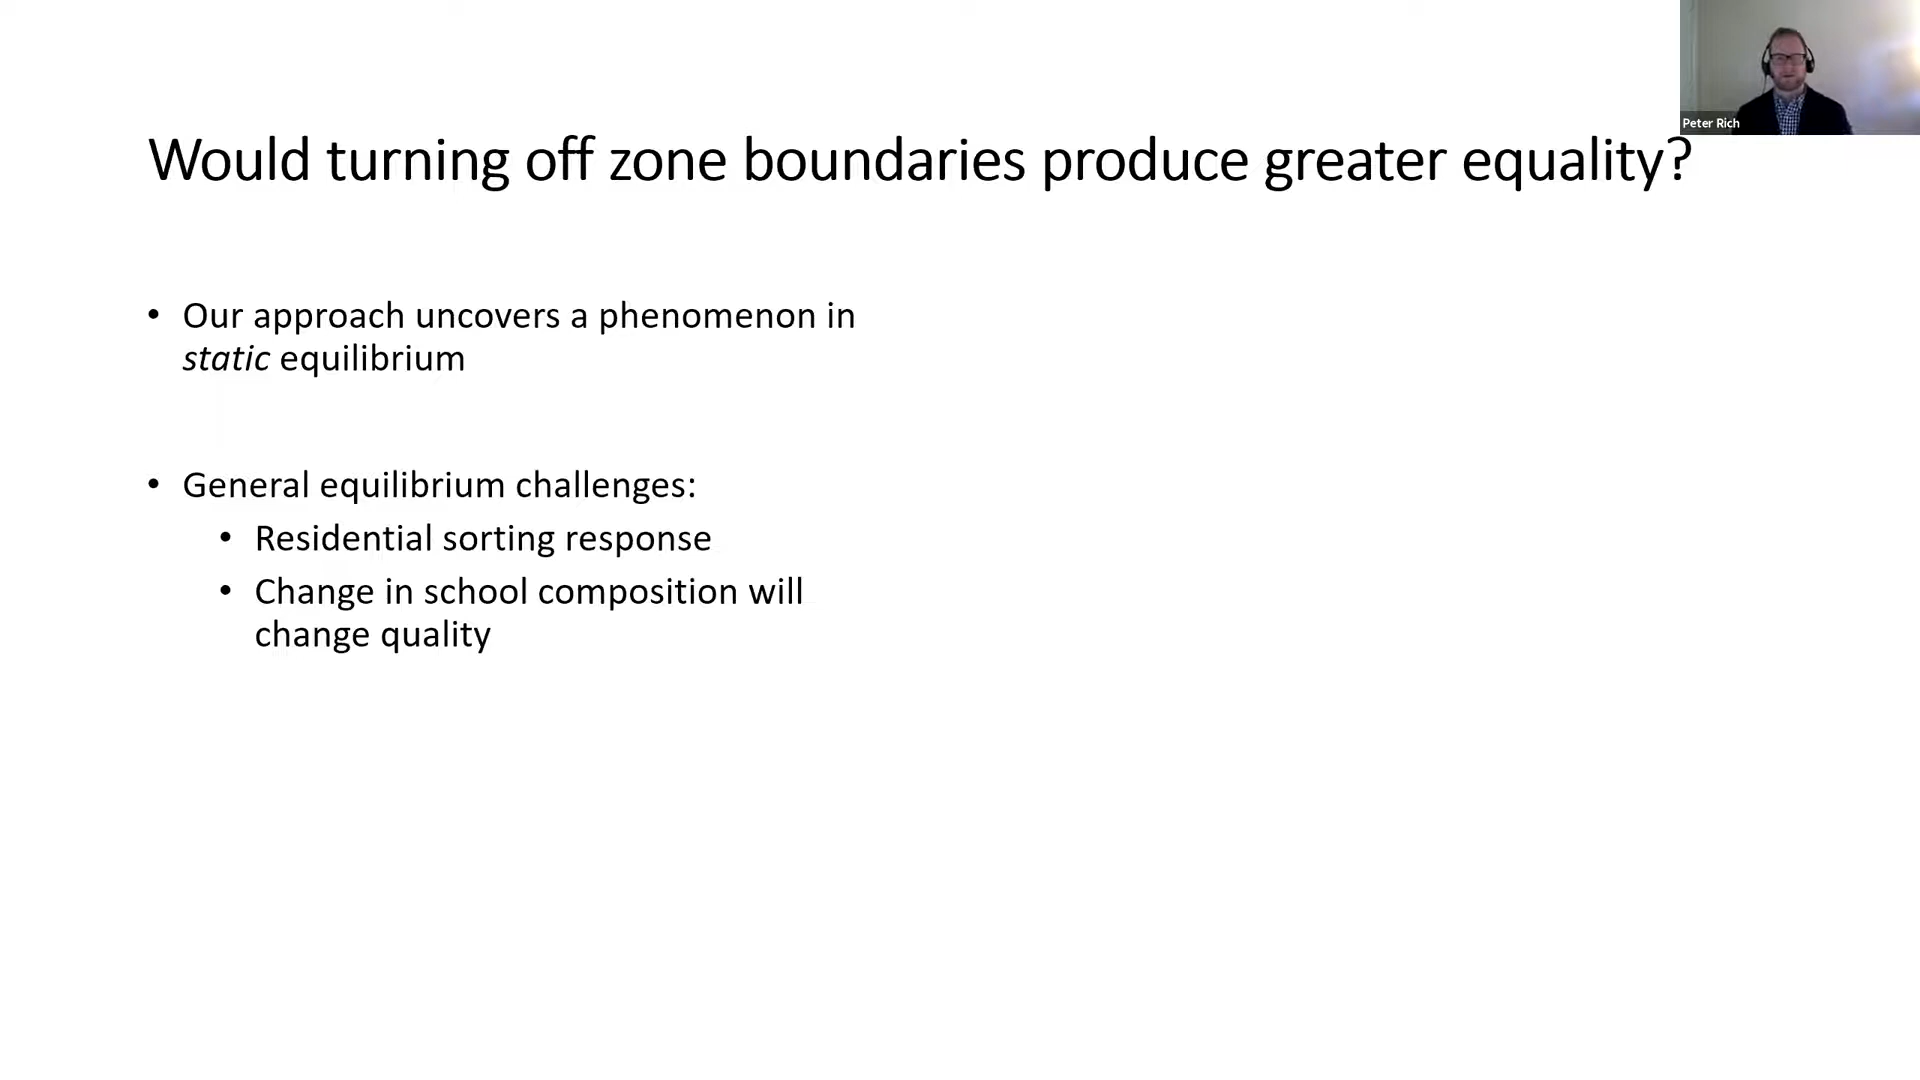 Peter Rich
Would turning off zone boundaries produce greater equality?
• Our approach uncovers a phenomenon in
static equilibrium
• General equilibrium challenges:
• Residential sorting response
• Change in school composition will
change quality